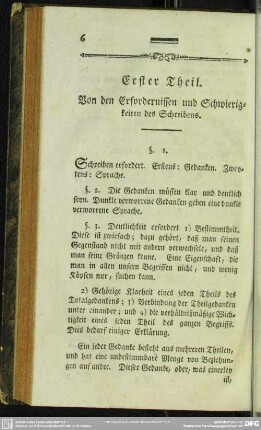 6
Erster Theil.
Von den Erfordernissen und Schwierig-
keiten des Schreibens.
§. 1.
Schreiben erfordert. Erstens: Gedanken. Zwey-
tens: Sprache.
§. 2. Die Gedanken müssen klar und deutlich
seyn. Dunkle verworrene Gedanken geben eine dunkle
verworrene Sprache.
§. 3. Deutlichkeit erfordert 1) Bestimmtheit.
Diese ist zwiefach; dazu gehört, daß man seinen
Gegenstand nicht mit andern verwechsele; und daß
man seine Gränzen kenne. Eine Eigenschaft, die
man in allen unsern Begriffen nicht, und wenig
Köpfen nur, suchen kann.
2) Gehörige Klarheit eines jeden Theils des
Totalgedankens; 3) Verbindung der Theilgedanken
unter einander; und 4) die verhältnißmäßige Wich-
tigkeit eines jeden Theil des ganzen Begriffs.
Dies bedarf einiger Erklärung.
Ein jeder Gedanke besteht aus mehreren Theilen,
und hat eine unbestimmbare Menge von Beziehun-
gen auf andre. Dieser Gedanke; oder, was einerley
ist,
DFG